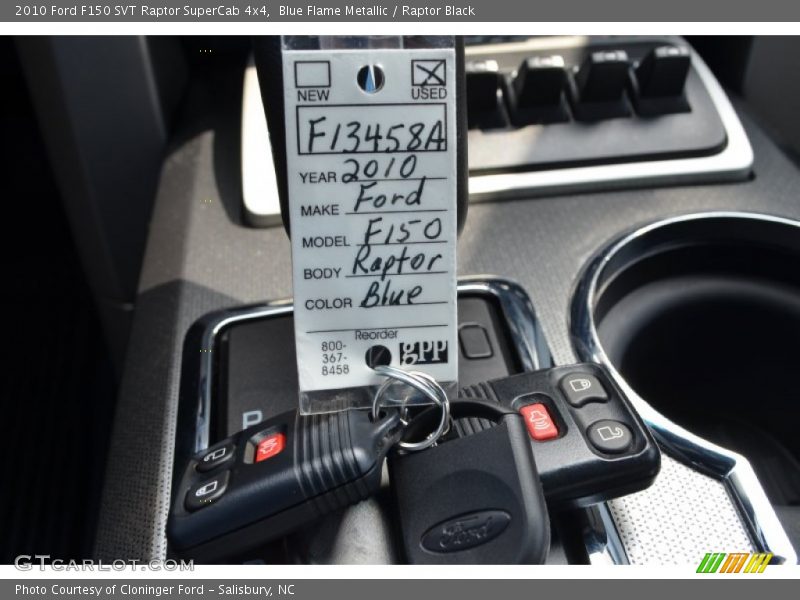 2010 Ford F150 SVT Raptor SuperCab 4x4,  Blue Flame Metallic / Raptor Black
NEW USED
F13458A
YEAR 2010
MAKE Ford
MODEL F150
BODY Raptor
COLOR Blue
Reorder
800-
367-
8458
gpp
P
Ford
GTCarLot.com
Photo Courtesy of Cloninger Ford – Salisbury, NC